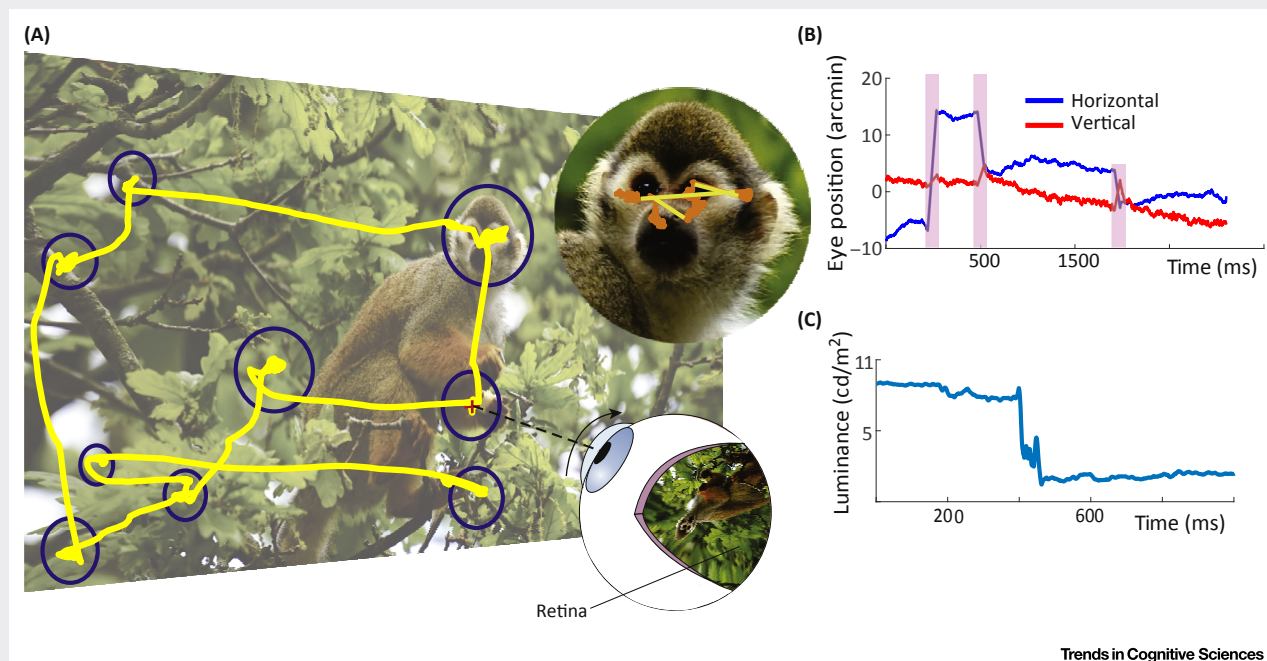 (A)
Retina
(B)
Eye position (arcmin)
20
10
0
−10
Horizontal
Vertical
500
1500
Time (ms)
(C)
Luminance (cd/m²)
11
5
200
600
Time (ms)
Trends in Cognitive Sciences